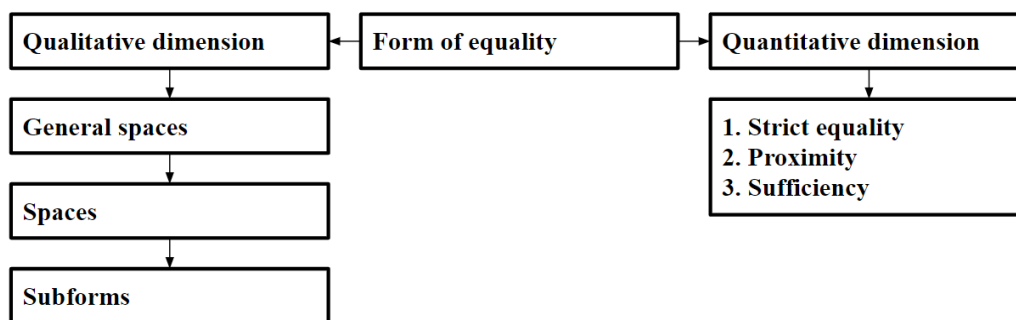 Qualitative dimension
Form of equality
Quantitative dimension
General spaces
1. Strict equality
2. Proximity
3. Sufficiency
Spaces
Subforms